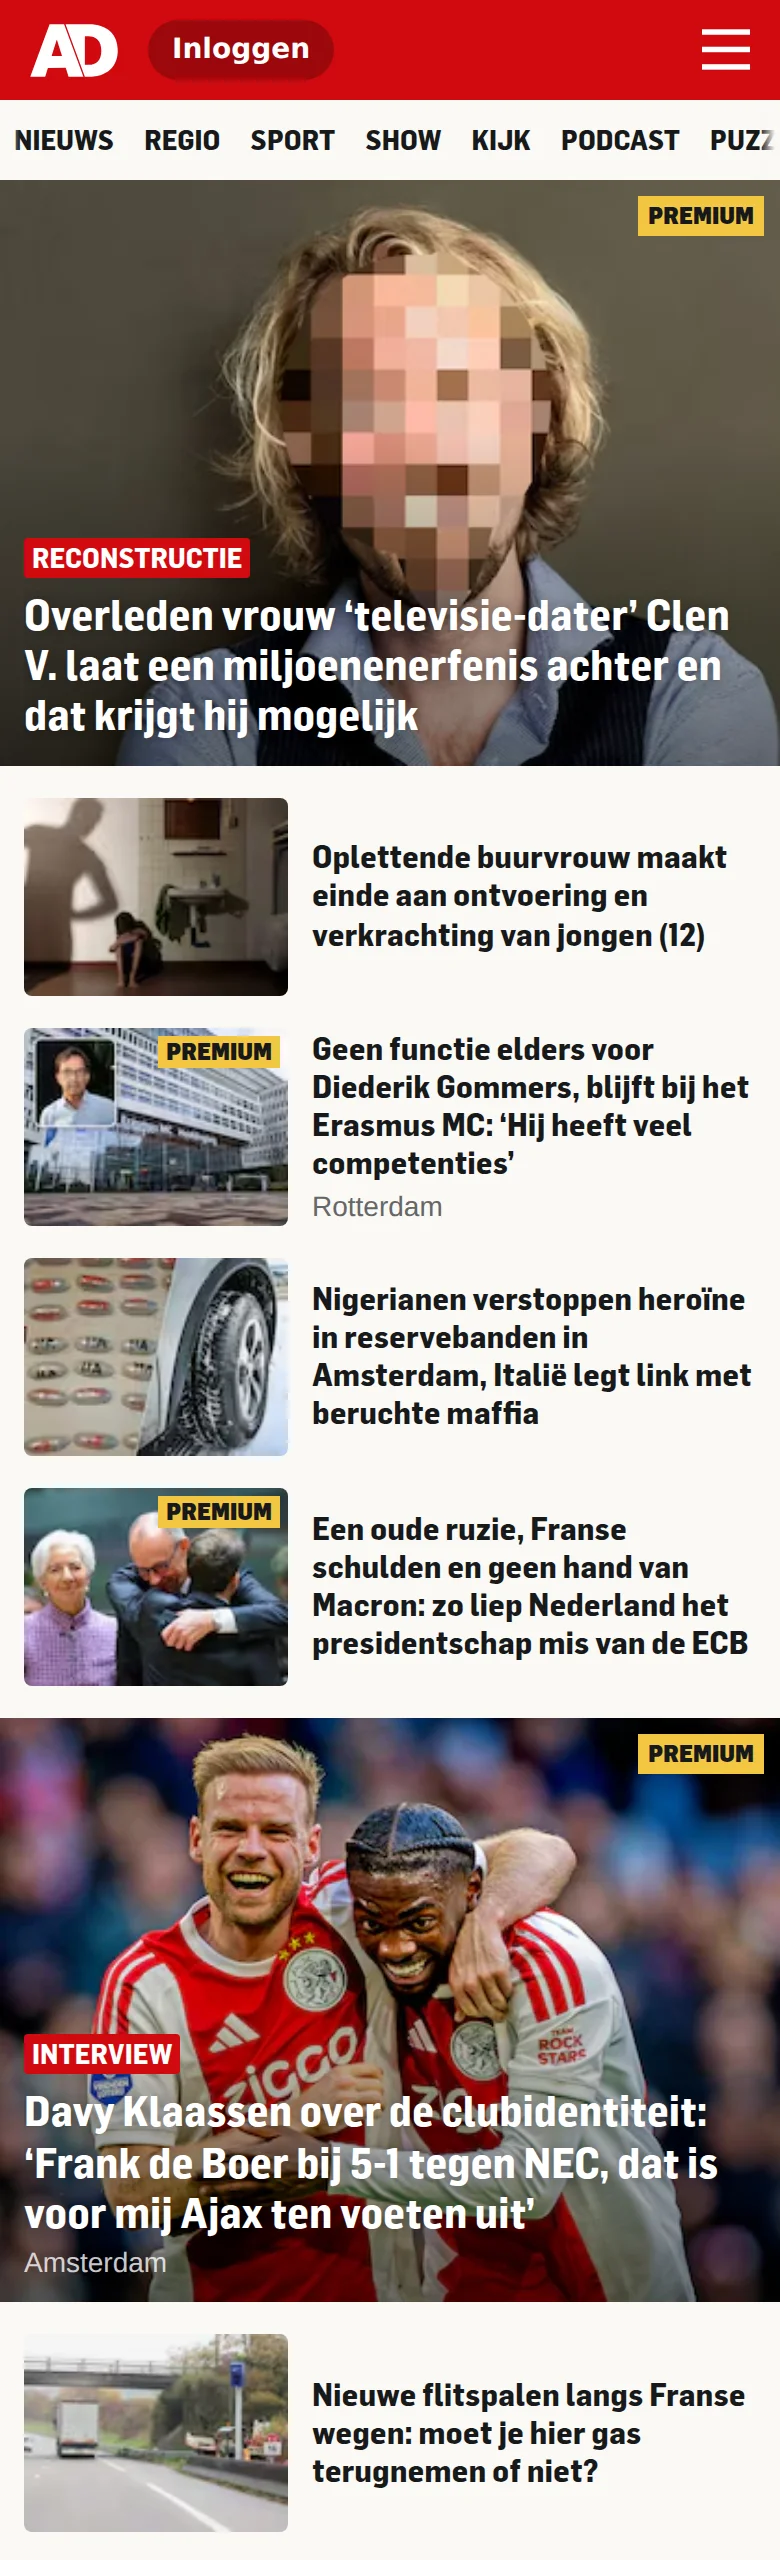 AD
Inloggen
NIEUWS REGIO SPORT SHOW KIJK PODCAST PUZZ
PREMIUM
RECONSTRUCTIE
Overleden vrouw ‘televisie-dater’ Clen
V. laat een miljoenenerfenis achter en
dat krijgt hij mogelijk
Oplettende buurvrouw maakt
einde aan ontvoering en
verkrachting van jongen (12)
PREMIUM
Geen functie elders voor
Diederik Gommers, blijft bij het
Erasmus MC: ‘Hij heeft veel
competenties’
Rotterdam
Nigerianen verstoppen heroïne
in reservebanden in
Amsterdam, Italië legt link met
beruchte maffia
PREMIUM
Een oude ruzie, Franse
schulden en geen hand van
Macron: zo liep Nederland het
presidentschap mis van de ECB
PREMIUM
ziggo
TEAM
ROCK
STARS
INTERVIEW
Davy Klaassen over de clubidentiteit:
‘Frank de Boer bij 5-1 tegen NEC, dat is
voor mij Ajax ten voeten uit’
Amsterdam
Nieuwe flitspalen langs Franse
wegen: moet je hier gas
terugnemen of niet?